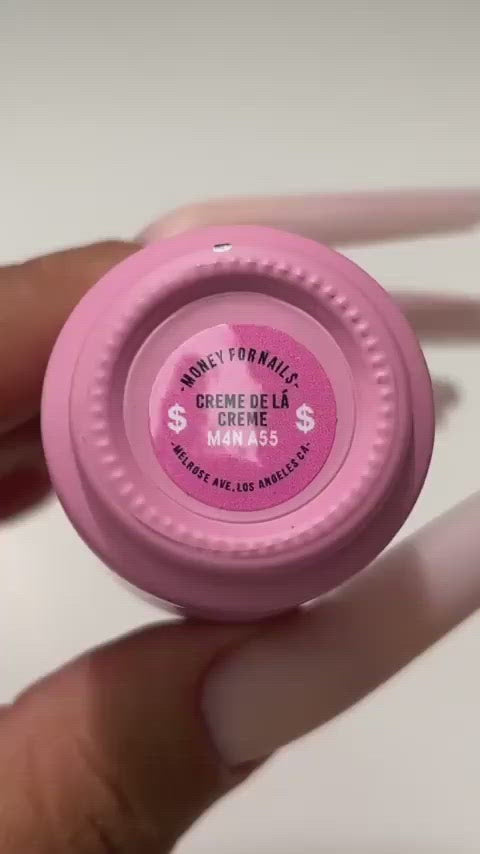 -MONEY FOR NAILS-
CREME DE LÁ
CREME
$ $
M4N A55
-MELROSE AVE, LOS ANGELES CA-